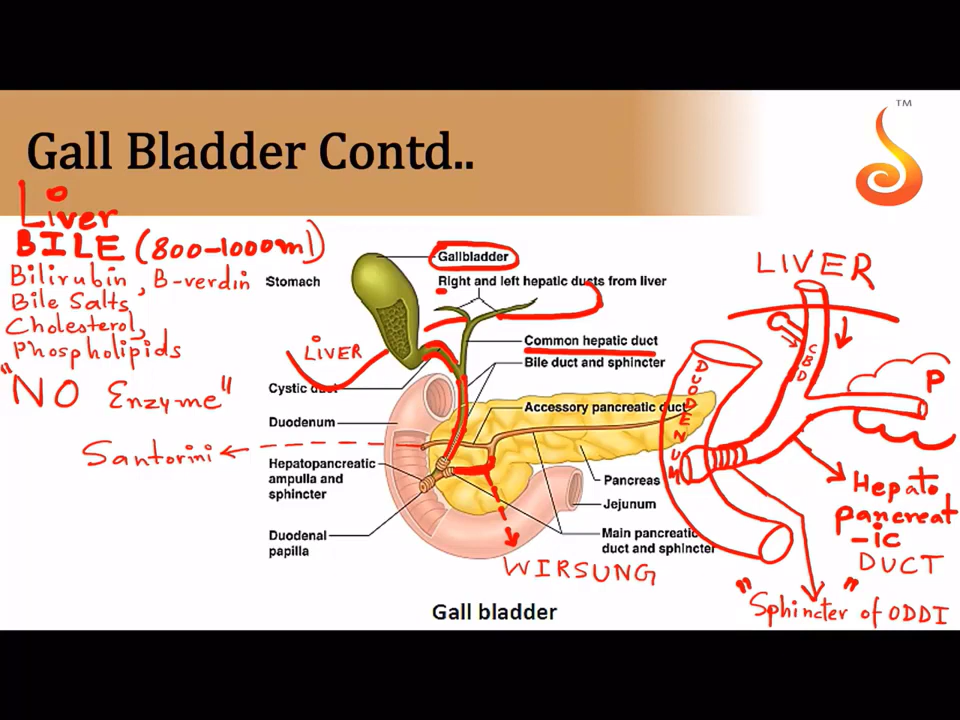 Gall Bladder Contd..
TM
Liver
BILE (800-1000ml)
Bilirubin, B-verdin
Bile Salts
Cholesterol,
Phospholipids
"NO Enzyme"
Santorini
Stomach
LIVER
Cystic duct
Duodenum
Hepatopancreatic
ampulla and
sphincter
Duodenal
papilla
Gallbladder
Right and left hepatic ducts from liver
Common hepatic duct
Bile duct and sphincter
Accessory pancreatic duct
Pancreas
Jejunum
Main pancreatic
duct and sphincter
WIRSUNG
Gall bladder
LIVER
CBD
DUODENUM
P
Hepato
pancreat
-ic
DUCT
"Sphincter" of ODDI